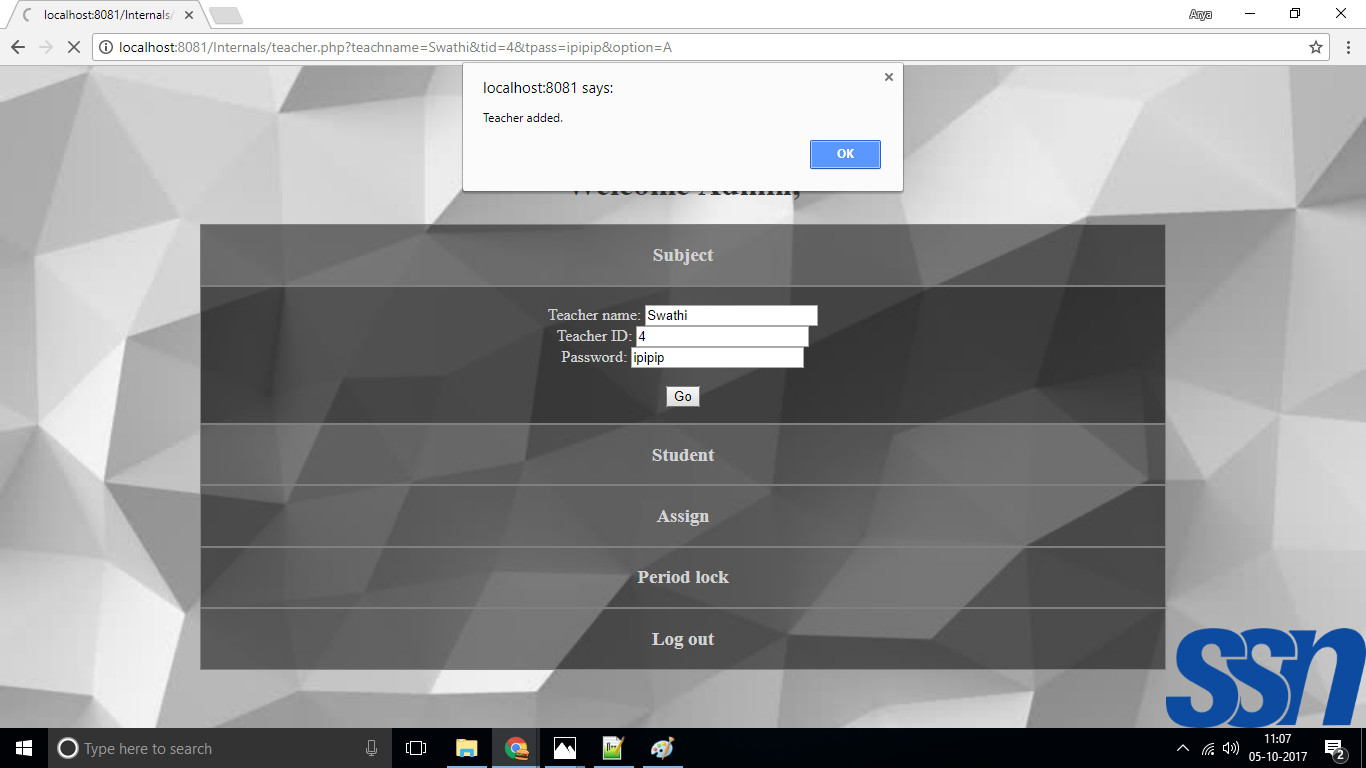 localhost:8081/Internals/
Arya
localhost:8081/Internals/teacher.php?teachname=Swathi&tid=4&tpass=ipipip&option=A
localhost:8081 says:
Teacher added.
OK
Welcome Admin,
Subject
Teacher name: Swathi
Teacher ID: 4
Password: ipipip
Go
Student
Assign
Period lock
Log out
ssn
Type here to search
11:07
05-10-2017
2